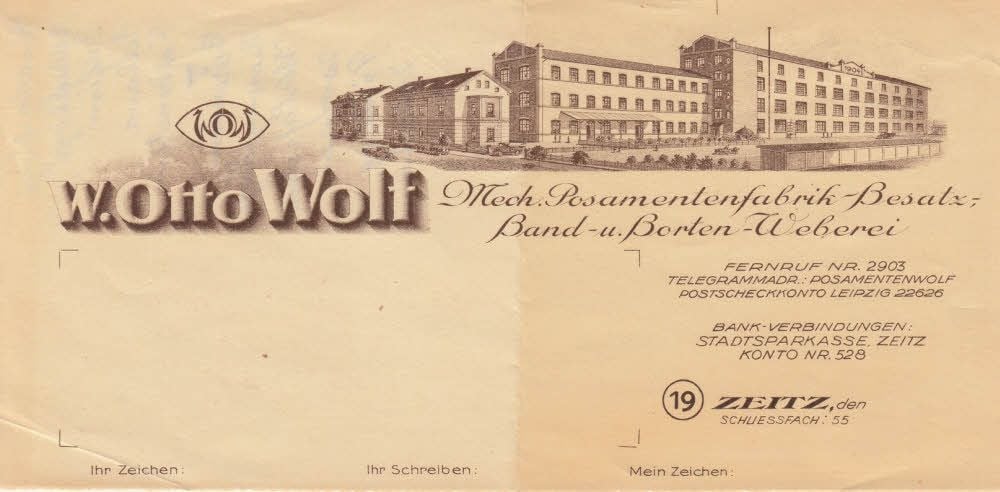 1904
WOW
W. Otto Wolf
Mech. Posamentenfabrik-Besatz-,
Band-u. Borten-Weberei
FERNRUF NR. 2903
TELEGRAMMADR.: POSAMENTENWOLF
POSTSCHECKKONTO LEIPZIG 22626
BANK-VERBINDUNGEN:
STADTSPARKASSE, ZEITZ
KONTO NR. 528
19 ZEITZ, den
SCHLIESSFACH: 55
Ihr Zeichen: Ihr Schreiben: Mein Zeichen: